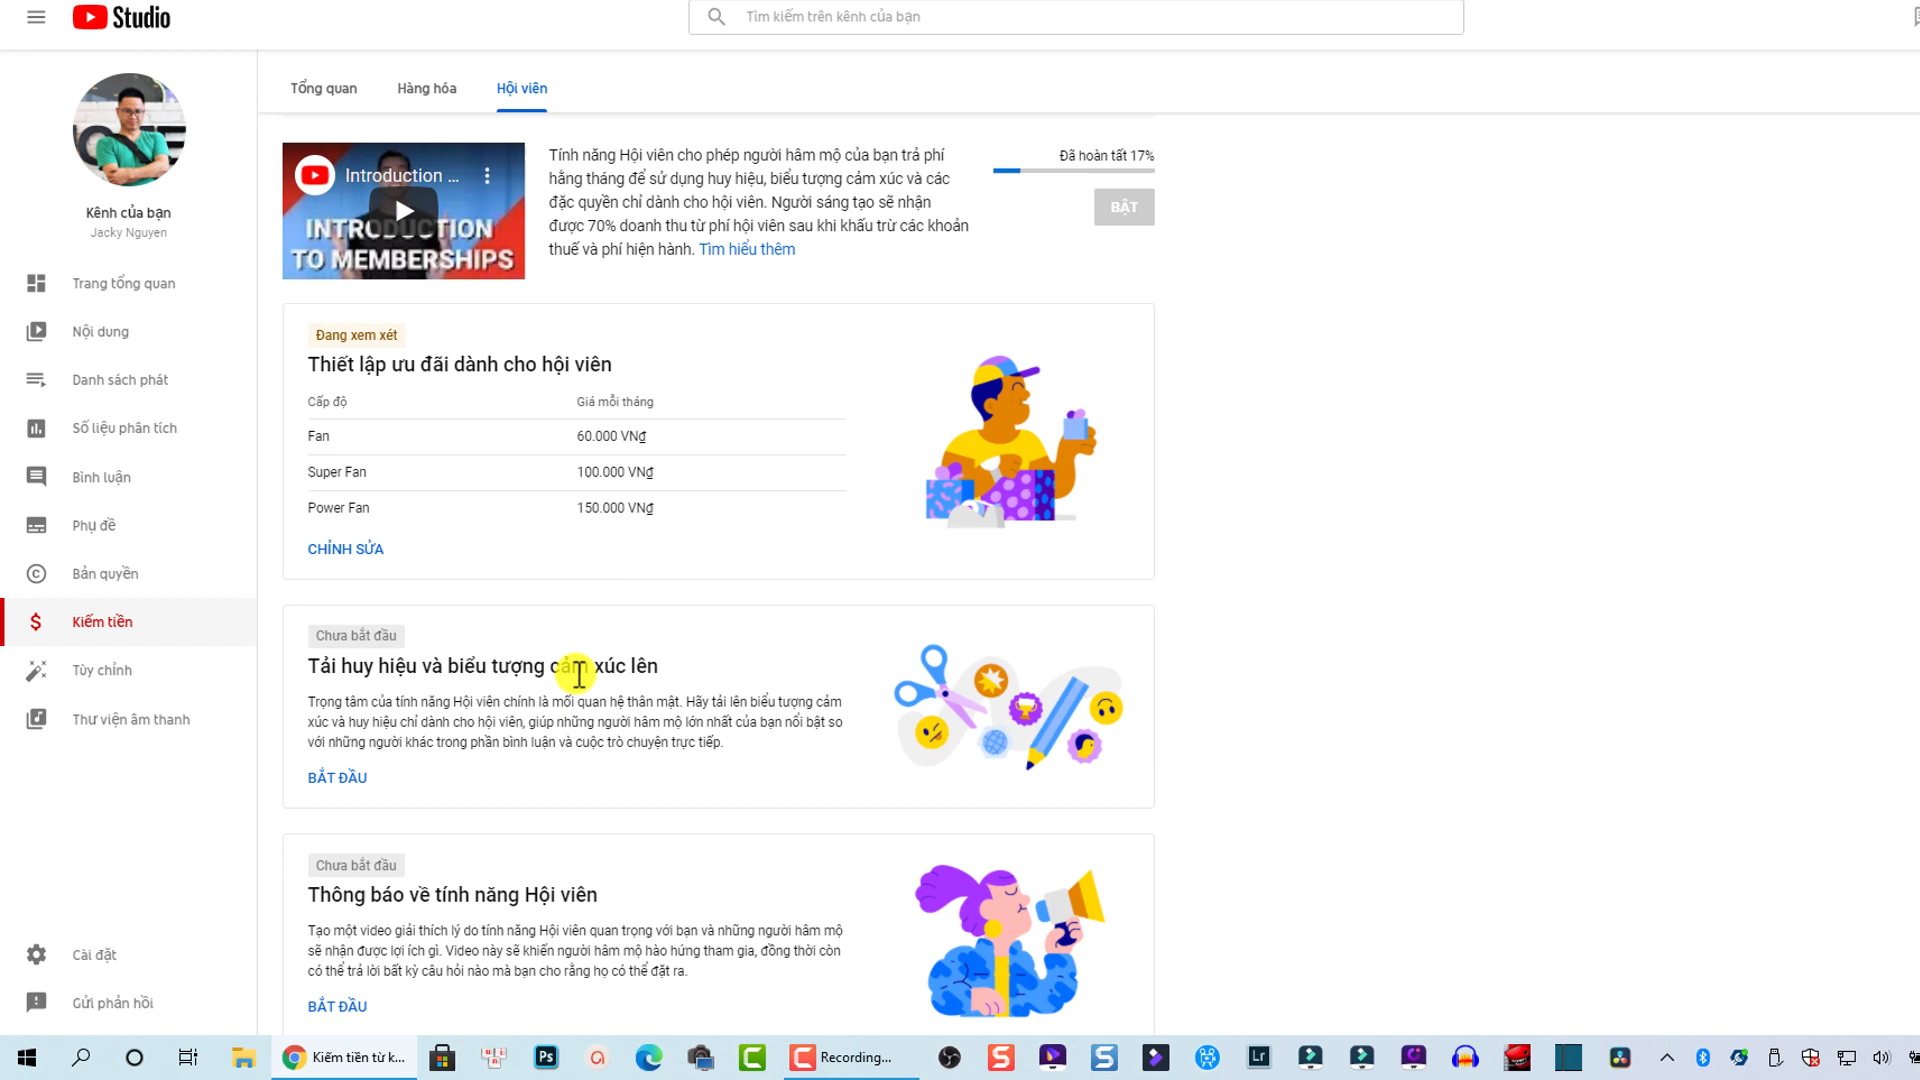 Studio
Tìm kiếm trên kênh của bạn
Tổng quan
Hàng hóa
Hội viên
Kênh của bạn
Jacky Nguyen
Trang tổng quan
Nội dung
Danh sách phát
Số liệu phân tích
Bình luận
Phụ đề
Bản quyền
Kiếm tiền
Tùy chỉnh
Thư viện âm thanh
Cài đặt
Gửi phản hồi
Introduction ...
INTRODUCTION
TO MEMBERSHIPS
Tính năng Hội viên cho phép người hâm mộ của bạn trả phí
hằng tháng để sử dụng huy hiệu, biểu tượng cảm xúc và các
đặc quyền chỉ dành cho hội viên. Người sáng tạo sẽ nhận
được 70% doanh thu từ phí hội viên sau khi khấu trừ các khoản
thuế và phí hiện hành. Tìm hiểu thêm
Đã hoàn tất 17%
BẬT
Đang xem xét
Thiết lập ưu đãi dành cho hội viên
Cấp độ Giá mỗi tháng
Fan 60.000 VN₫
Super Fan 100.000 VN₫
Power Fan 150.000 VN₫
CHỈNH SỬA
Chưa bắt đầu
Tải huy hiệu và biểu tượng cảm xúc lên
Trọng tâm của tính năng Hội viên chính là mối quan hệ thân mật. Hãy tải lên biểu tượng cảm
xúc và huy hiệu chỉ dành cho hội viên, giúp những người hâm mộ lớn nhất của bạn nổi bật so
với những người khác trong phần bình luận và cuộc trò chuyện trực tiếp.
BẮT ĐẦU
Chưa bắt đầu
Thông báo về tính năng Hội viên
Tạo một video giải thích lý do tính năng Hội viên quan trọng với bạn và những người hâm mộ
sẽ nhận được lợi ích gì. Video này sẽ khiến người hâm mộ hào hứng tham gia, đồng thời còn
có thể trả lời bất kỳ câu hỏi nào mà bạn cho rằng họ có thể đặt ra.
BẮT ĐẦU
Kiếm tiền từ k...
Ps
Recording...
Lr